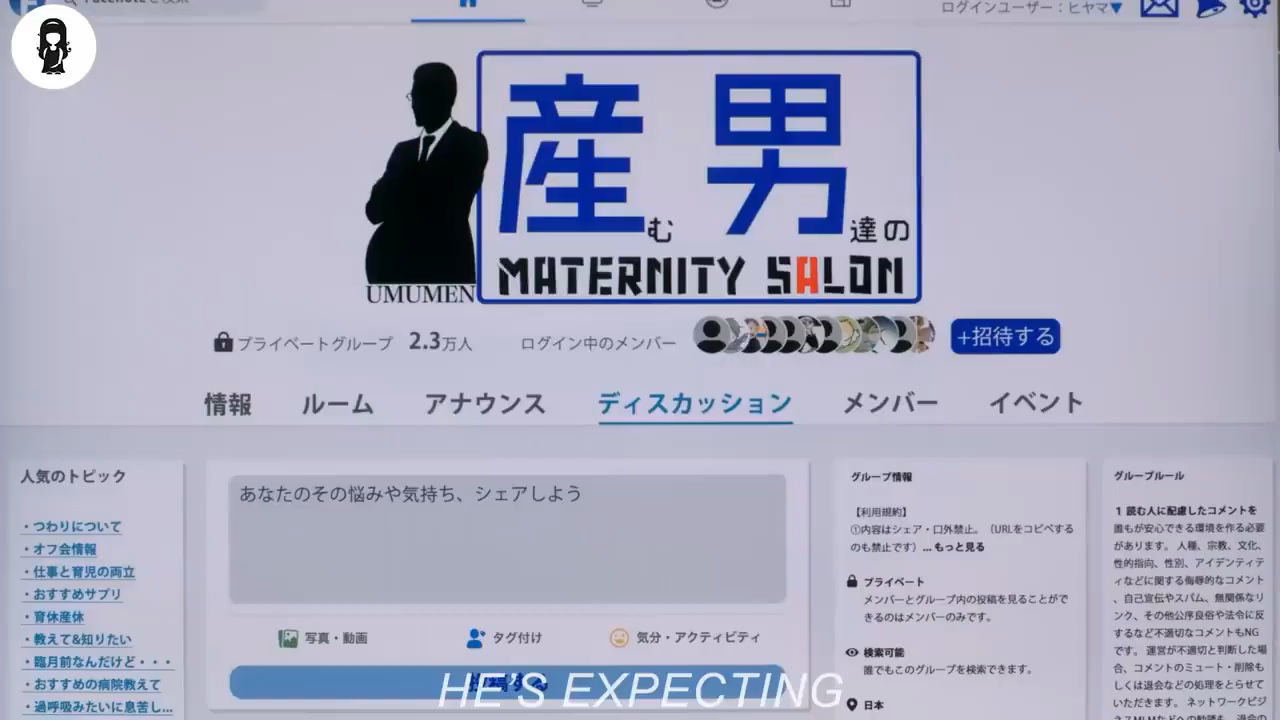 ログインユーザー：ヒヤマ▼
産む男達の
MATERNITY SALON
UMUMEN
プライベートグループ 2.3万人 ログイン中のメンバー +招待する
情報 ルーム アナウンス ディスカッション メンバー イベント
人気のトピック
・つわりについて
・オフ会情報
・仕事と育児の両立
・おすすめサプリ
・育休産休
・教えて&知りたい
・臨月前なんだけど・・・
・おすすめの病院教えて
・過呼吸みたいに息苦し...
あなたのその悩みや気持ち、シェアしよう
写真・動画 タグ付け 気分・アクティビティ
投稿する
グループ情報
【利用規約】
①内容はシェア・口外禁止。（URLをコピペする
のも禁止です）... もっと見る
プライベート
メンバーとグループ内の投稿を見ることがで
きるのはメンバーのみです。
検索可能
誰でもこのグループを検索できます。
日本
グループルール
1 読む人に配慮したコメントを
誰もが安心できる環境を作る必要
があります。 人種、宗教、文化、
性的指向、性別、アイデンティテ
ィなどに関する侮辱的なコメント
、自己宣伝やスパム、無関係なリ
ンク、その他公序良俗や法令に反
するなど不適切なコメントもNG
です。 運営が不適切と判断した場
合、コメントのミュート・削除も
しくは退会などの処理をとらせて
いただきます。 ネットワークビジ
HE'S EXPECTING